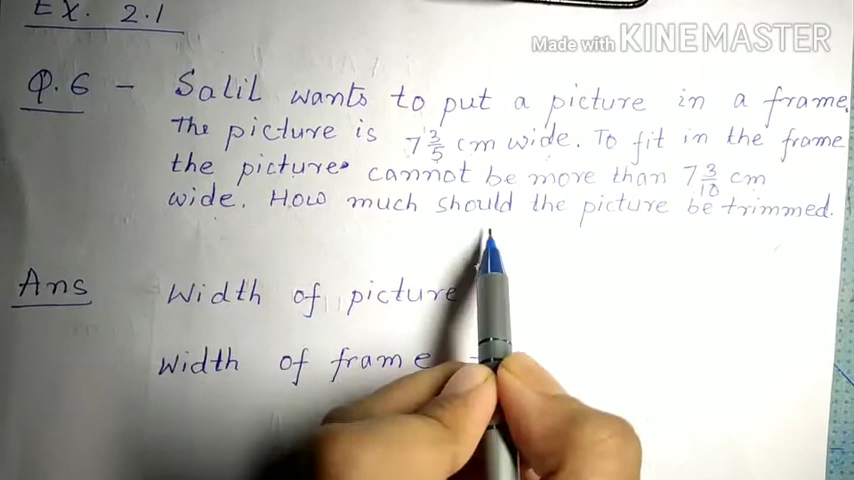 Ex. 2.1
Made with KINEMASTER
Q.6 - Salil wants to put a picture in a frame.
The picture is 7 3/5 cm wide. To fit in the frame
the picture cannot be more than 7 3/10 cm
wide. How much should the picture be trimmed.
Ans Width of picture
Width of frame -